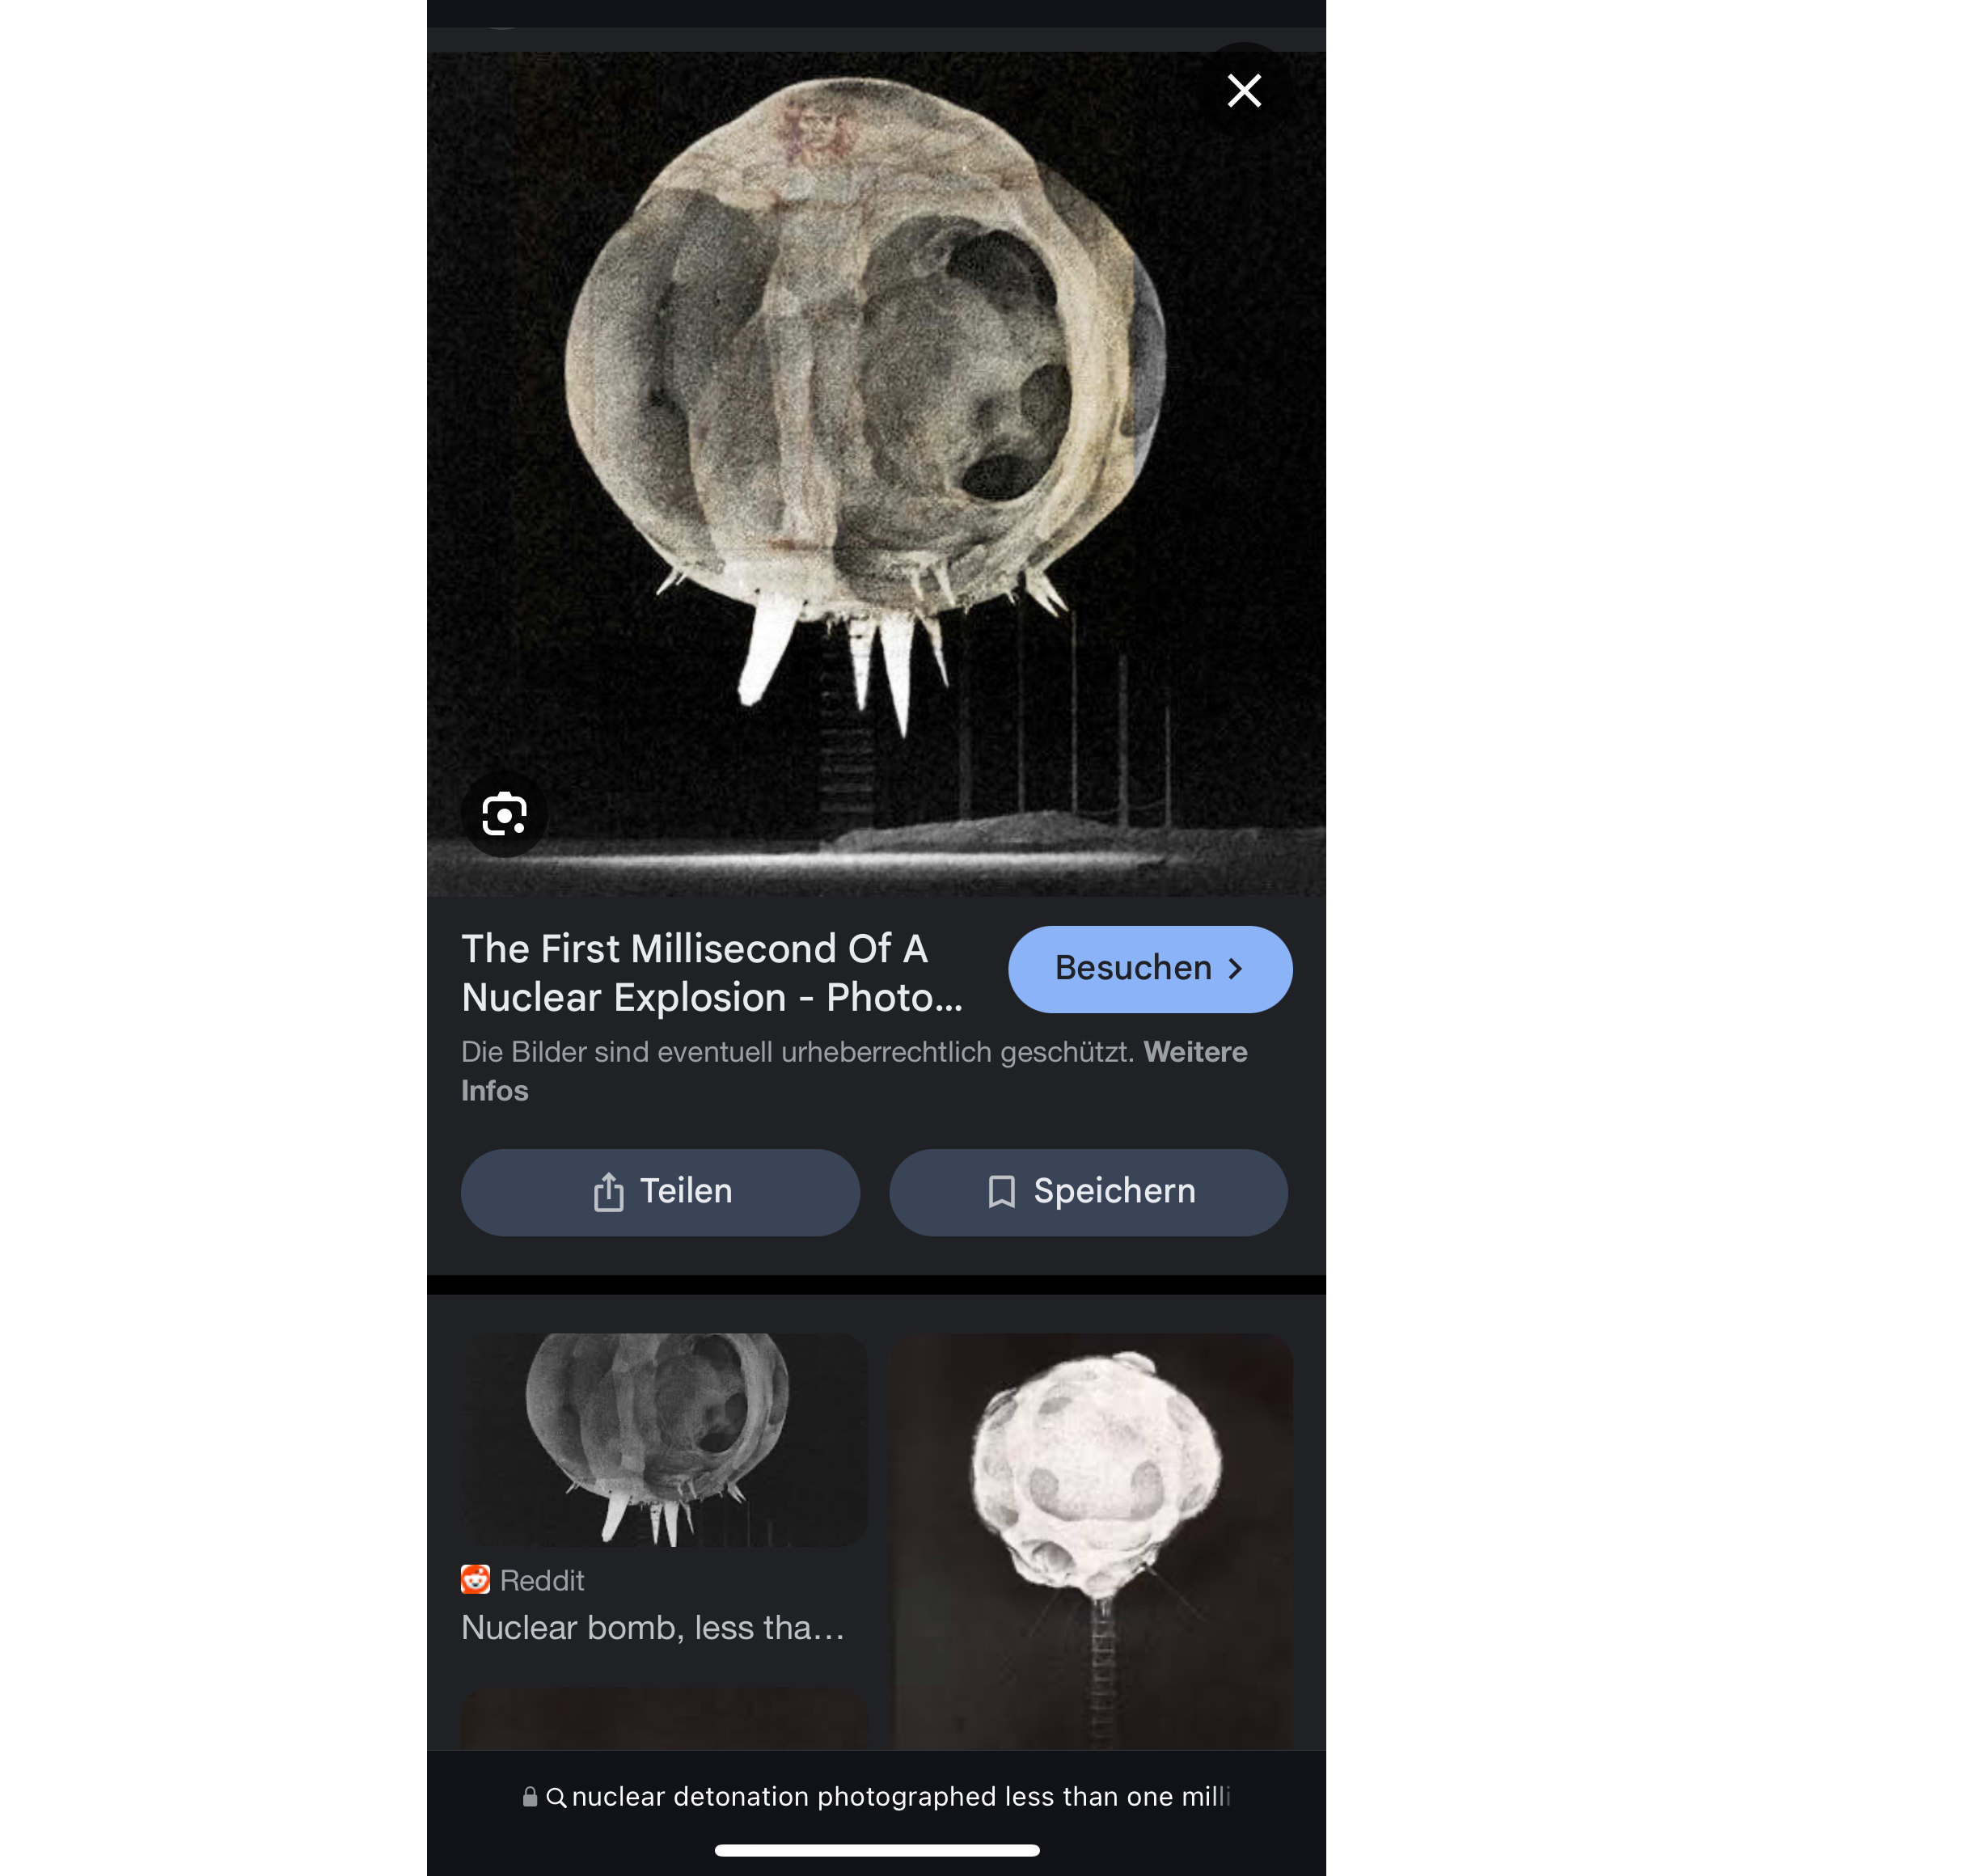 The First Millisecond Of A
Nuclear Explosion - Photo...
Besuchen
Die Bilder sind eventuell urheberrechtlich geschützt. Weitere
Infos
Teilen
Speichern
Reddit
Nuclear bomb, less tha...
nuclear detonation photographed less than one milli